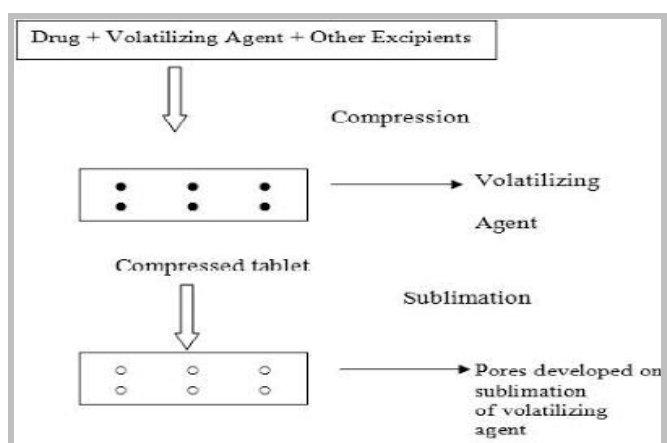 Drug + Volatilizing Agent + Other Excipients
Compression
Volatilizing
Agent
Compressed tablet
Sublimation
Pores developed on
sublimation
of volatilizing
agent